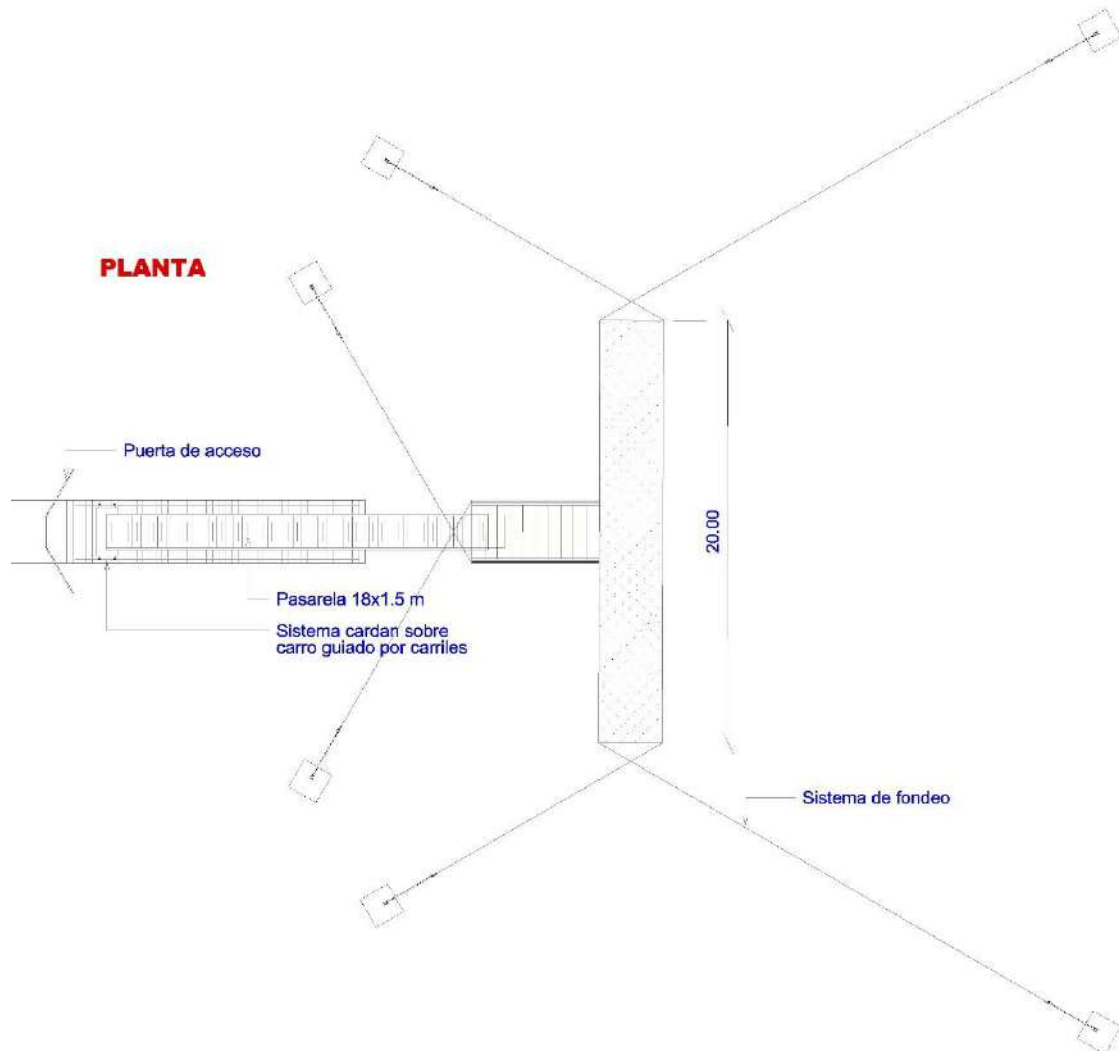 PLANTA
Puerta de acceso
20.00
Pasarela 18x1.5 m
Sistema cardan sobre
carro guiado por carriles
Sistema de fondeo